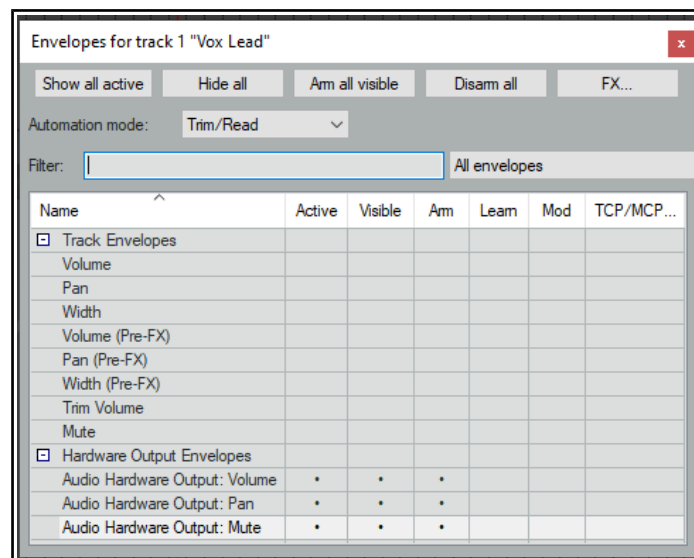 Envelopes for track 1 "Vox Lead"
x
Show all active Hide all Arm all visible Disarm all FX...
Automation mode: Trim/Read
Filter: All envelopes
Name Active Visible Arm Learn Mod TCP/MCP...
Track Envelopes
Volume
Pan
Width
Volume (Pre-FX)
Pan (Pre-FX)
Width (Pre-FX)
Trim Volume
Mute
Hardware Output Envelopes
Audio Hardware Output: Volume • • •
Audio Hardware Output: Pan • • •
Audio Hardware Output: Mute • • •